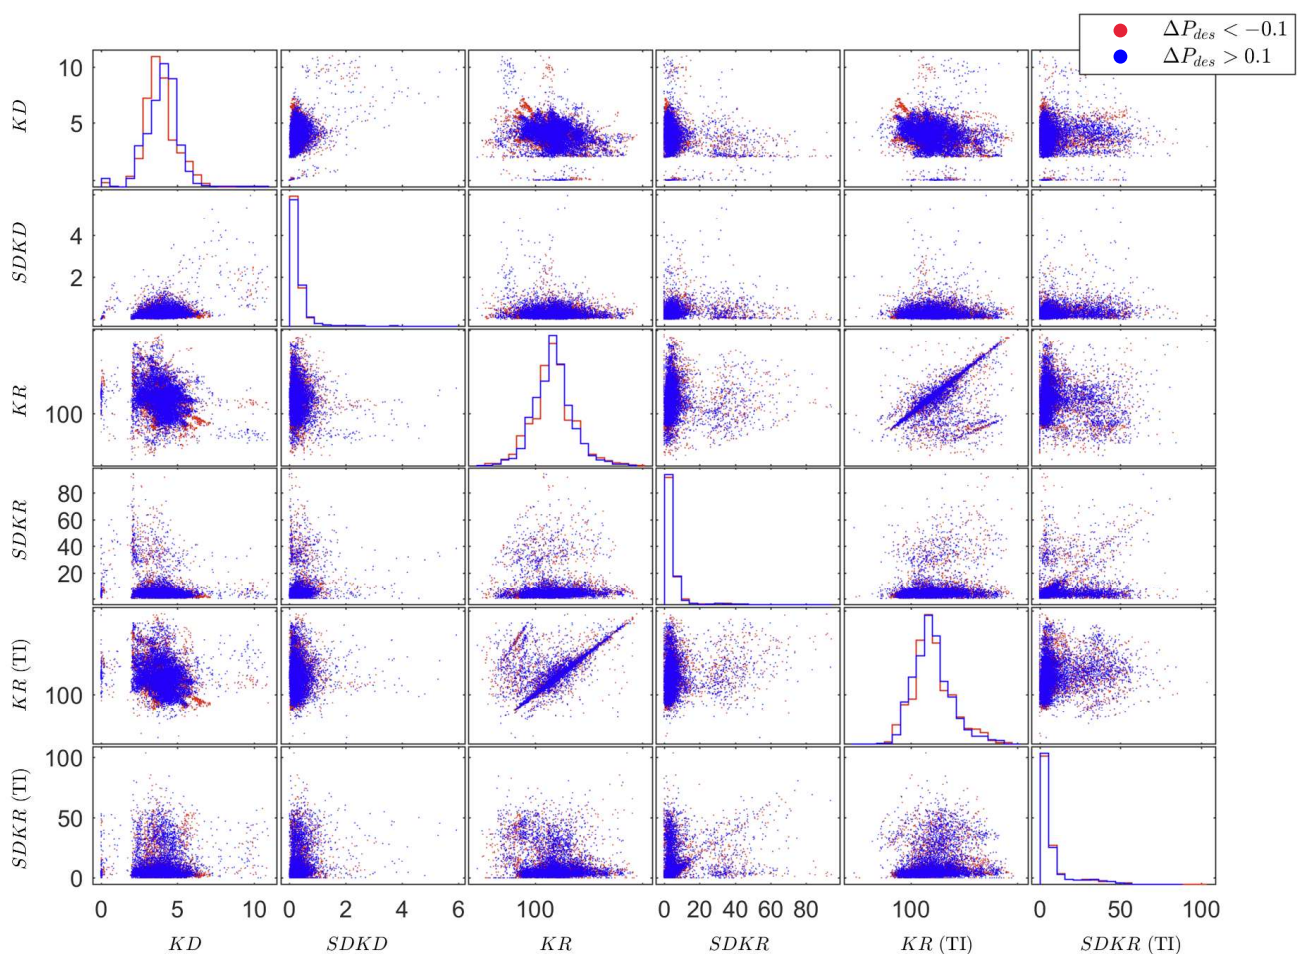 ΔP_des < −0.1
ΔP_des > 0.1
KD
10
5
SDKD
4
2
KR
100
SDKR
80
60
40
20
KR (TI)
100
SDKR (TI)
100
50
0
0 5 10 0 2 4 6 100 0 20 40 60 80 100 0 50 100
KD SDKD KR SDKR KR (TI) SDKR (TI)